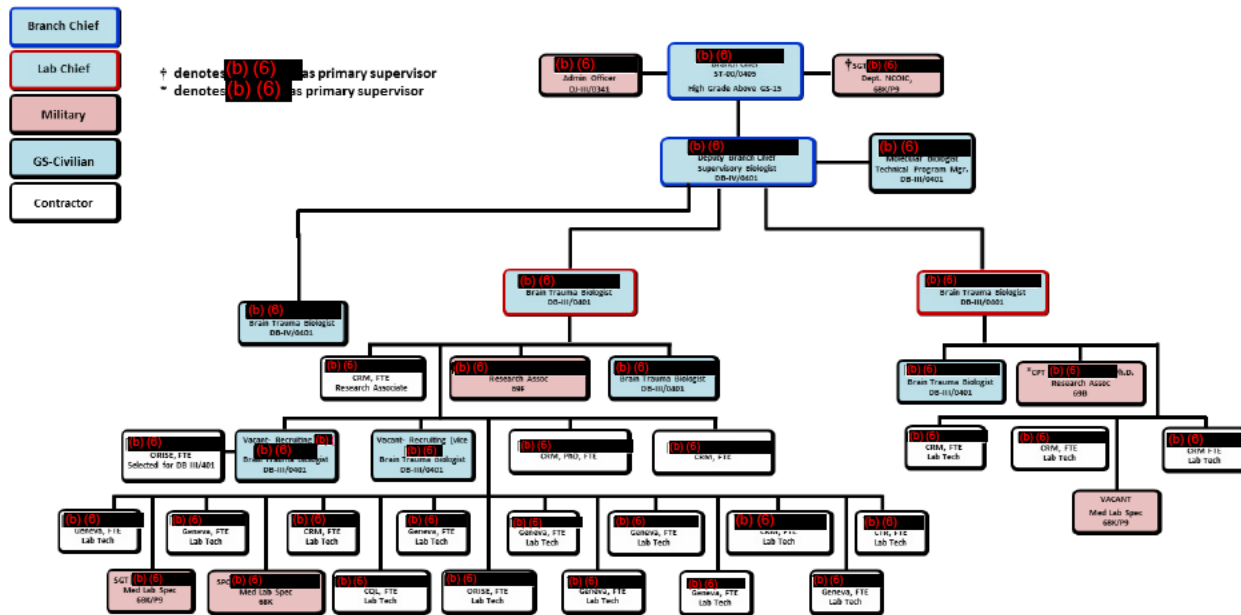 Branch Chief
Lab Chief
Military
GS-Civilian
Contractor
† denotes (b) (6) as primary supervisor
* denotes (b) (6) as primary supervisor
(b) (6)
Admin Officer
DJ-III/0341
(b) (6)
Branch Chief
ST-00/0405
High Grade Above GS-15
†SGT (b) (6)
Dept. NCOIC,
68K/P9
(b) (6)
Deputy Branch Chief
Supervisory Biologist
DB-IV/0401
(b) (6)
Molecular Biologist
Technical Program Mgr.
DB-III/0401
(b) (6)
Brain Trauma Biologist
DB-IV/0401
(b) (6)
Brain Trauma Biologist
DB-III/0401
(b) (6)
Brain Trauma Biologist
DB-III/0401
(b) (6)
CRM, FTE
Research Associate
(b) (6)
Research Assoc
(b) (6)
Brain Trauma Biologist
DB-III/0401
(b) (6)
Brain Trauma Biologist
DB-III/0401
*CPT (b) (6) h.D.
Research Assoc
(b) (6)
ORISE, FTE
Selected for DB III/401
Vacant- Recruiting (b)
(b) (6)
Brain Trauma Biologist
DB-III/0401
Vacant- Recruiting (vice
(b) (6)
Brain Trauma Biologist
DB-III/0401
(b) (6)
CRM, PhD, FTE
(b) (6)
CRM, FTE
(b) (6)
CRM, FTE
Lab Tech
(b) (6)
CRM, FTE
Lab Tech
(b) (6)
CRM FTE
Lab Tech
VACANT
Med Lab Spec
68K/P9
(b) (6)
Geneva, FTE
Lab Tech
(b) (6)
Geneva, FTE
Lab Tech
(b) (6)
CRM, FTE
Lab Tech
(b) (6)
Geneva, FTE
Lab Tech
(b) (6)
Geneva, FTE
Lab Tech
(b) (6)
Geneva, FTE
Lab Tech
(b) (6)
CRM, FTE
Lab Tech
(b) (6)
CTR, FTE
Lab Tech
SGT (b) (6)
Med Lab Spec
68K/P9
SPC (b) (6)
Med Lab Spec
68K
(b) (6)
CQL, FTE
Lab Tech
(b) (6)
ORISE, FTE
Lab Tech
(b) (6)
Geneva, FTE
Lab Tech
(b) (6)
Geneva, FTE
Lab Tech
(b) (6)
Geneva, FTE
Lab Tech